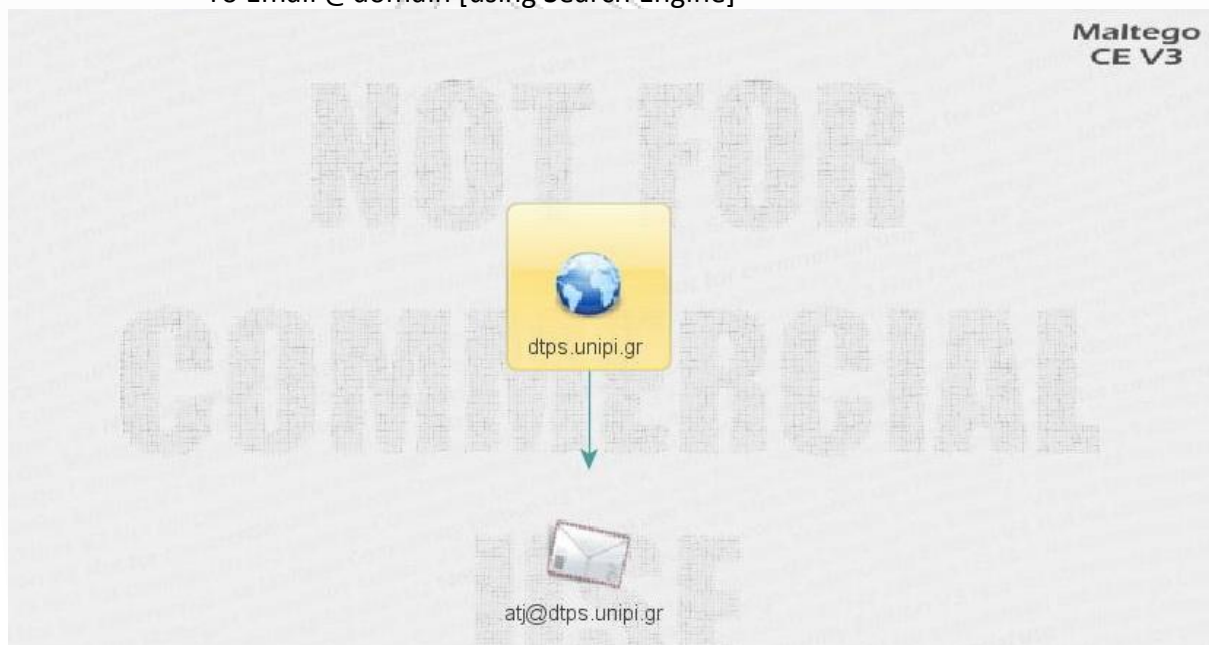 To Email @ domain [using Search Engine]
Maltego
CE V3
NOT FOR
COMMERCIAL
USE
dtps.unipi.gr
atj@dtps.unipi.gr